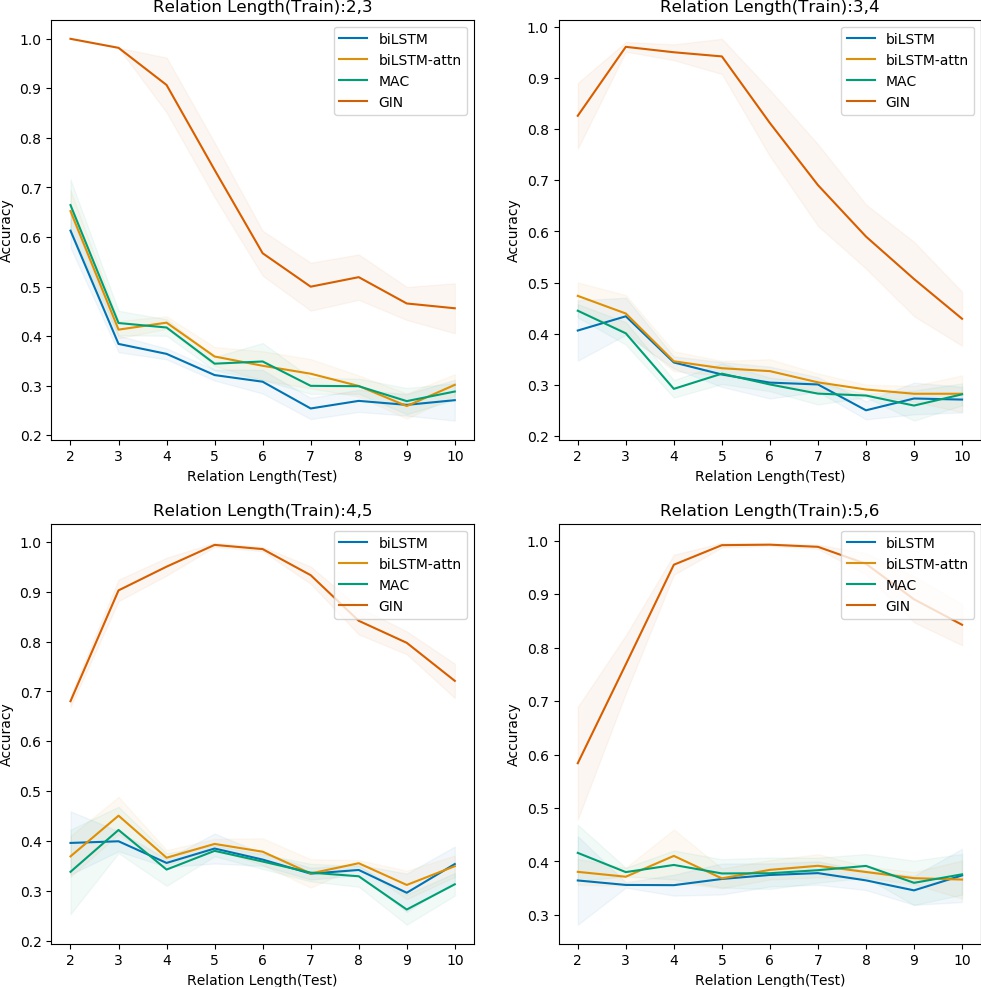 Relation Length(Train):2,3
Accuracy
1.0
0.9
0.8
0.7
0.6
0.5
0.4
0.3
0.2
biLSTM
biLSTM-attn
MAC
GIN
2 3 4 5 6 7 8 9 10
Relation Length(Test)
Relation Length(Train):3,4
Accuracy
1.0
0.9
0.8
0.7
0.6
0.5
0.4
0.3
0.2
biLSTM
biLSTM-attn
MAC
GIN
2 3 4 5 6 7 8 9 10
Relation Length(Test)
Relation Length(Train):4,5
Accuracy
1.0
0.9
0.8
0.7
0.6
0.5
0.4
0.3
0.2
biLSTM
biLSTM-attn
MAC
GIN
2 3 4 5 6 7 8 9 10
Relation Length(Test)
Relation Length(Train):5,6
Accuracy
1.0
0.9
0.8
0.7
0.6
0.5
0.4
0.3
biLSTM
biLSTM-attn
MAC
GIN
2 3 4 5 6 7 8 9 10
Relation Length(Test)